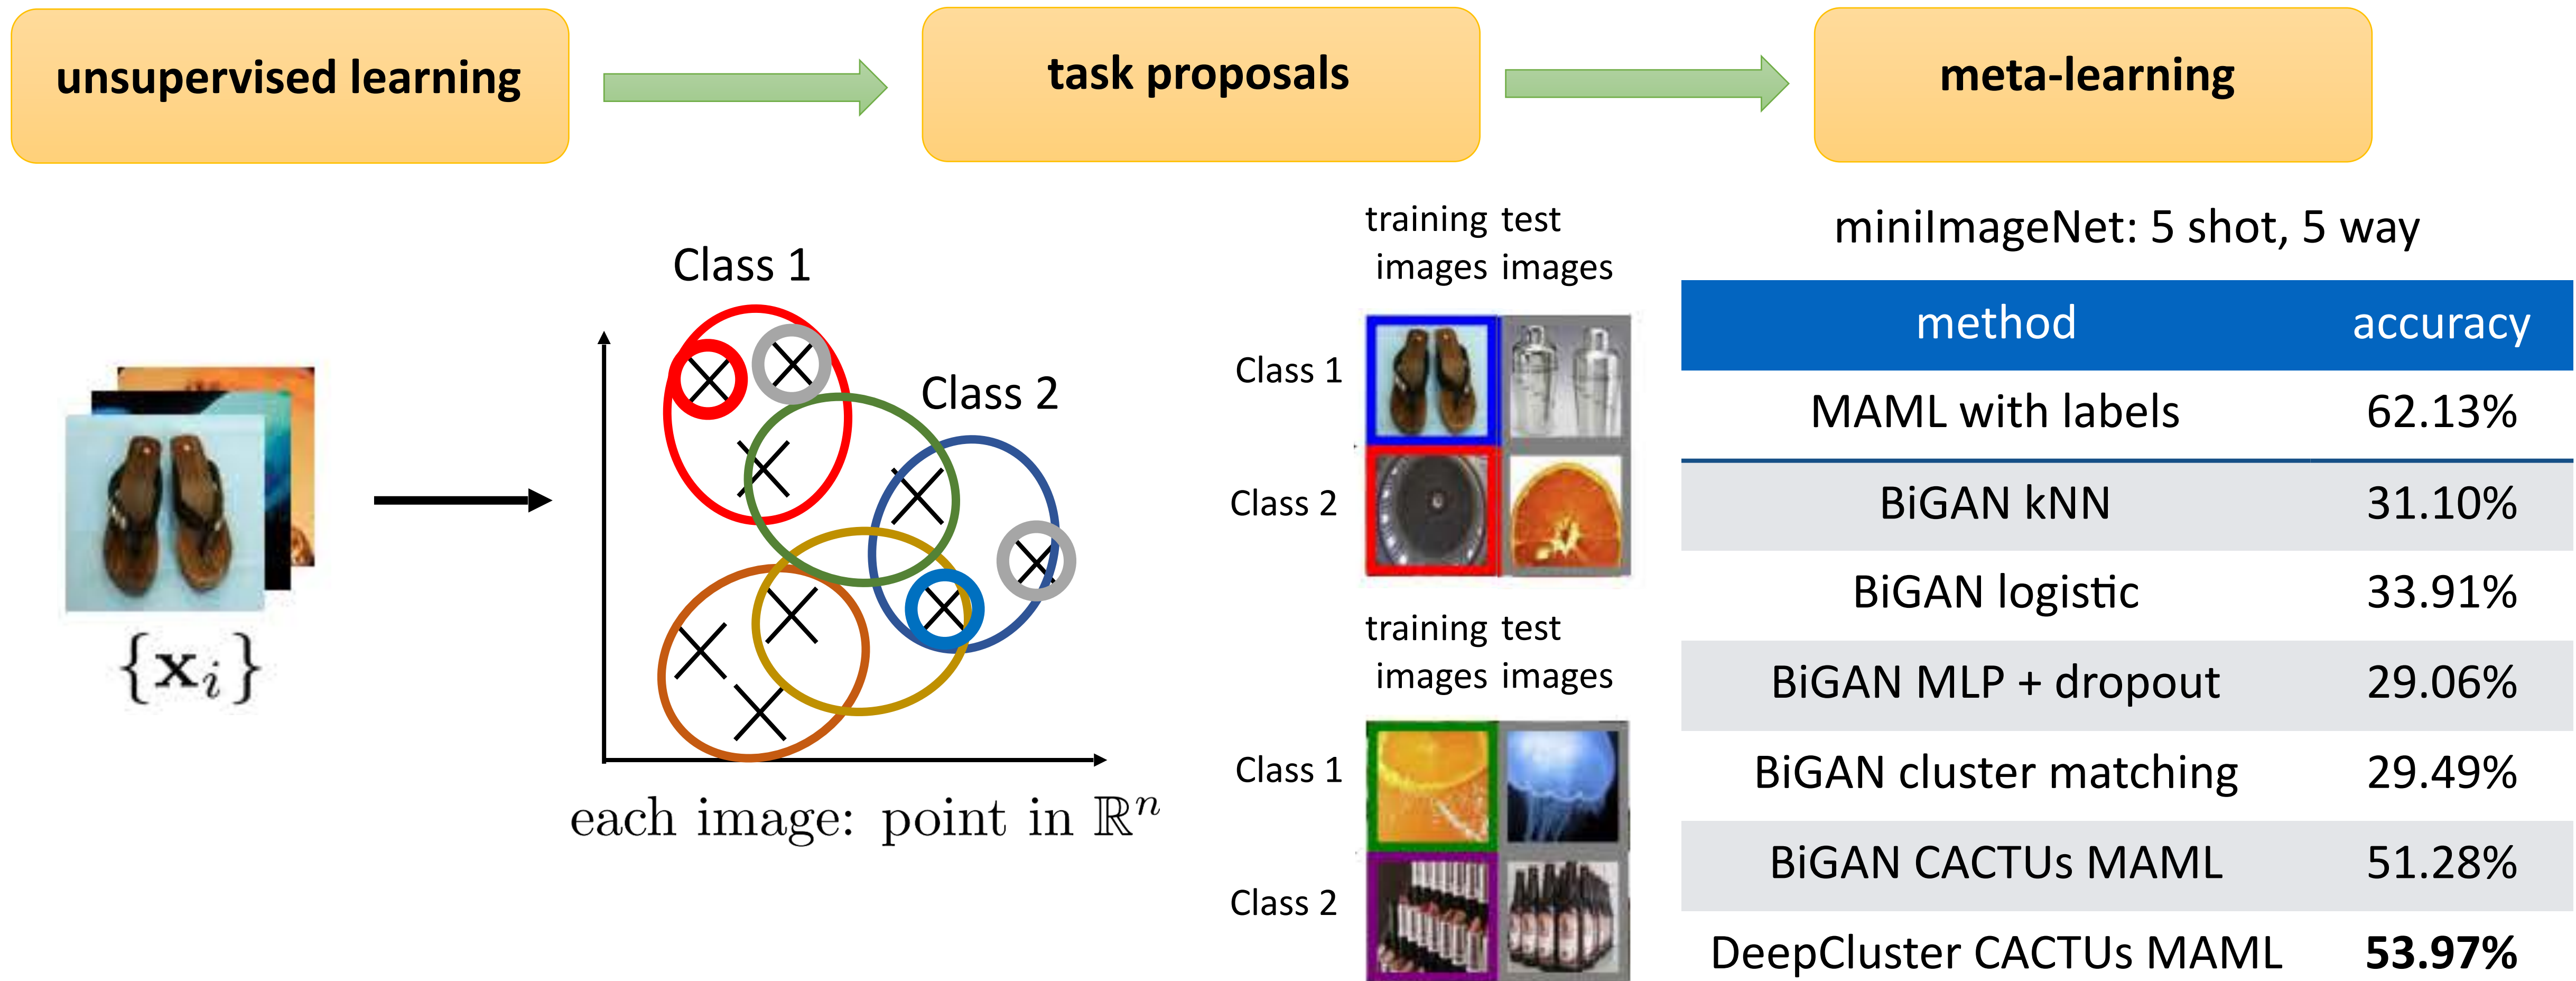 unsupervised learning
task proposals
meta-learning
{x_i}
Class 1
Class 2
each image: point in ℝⁿ
training test
images images
Class 1
Class 2
training test
images images
Class 1
Class 2
miniImageNet: 5 shot, 5 way
method accuracy
MAML with labels 62.13%
BiGAN kNN 31.10%
BiGAN logistic 33.91%
BiGAN MLP + dropout 29.06%
BiGAN cluster matching 29.49%
BiGAN CACTUs MAML 51.28%
DeepCluster CACTUs MAML 53.97%